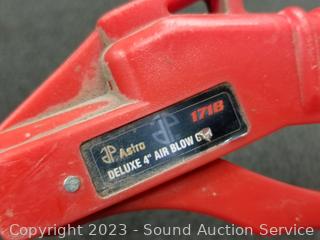 Astro
1718
DELUXE 4" AIR BLOW
Copyright ©2023 - Sound Auction Service